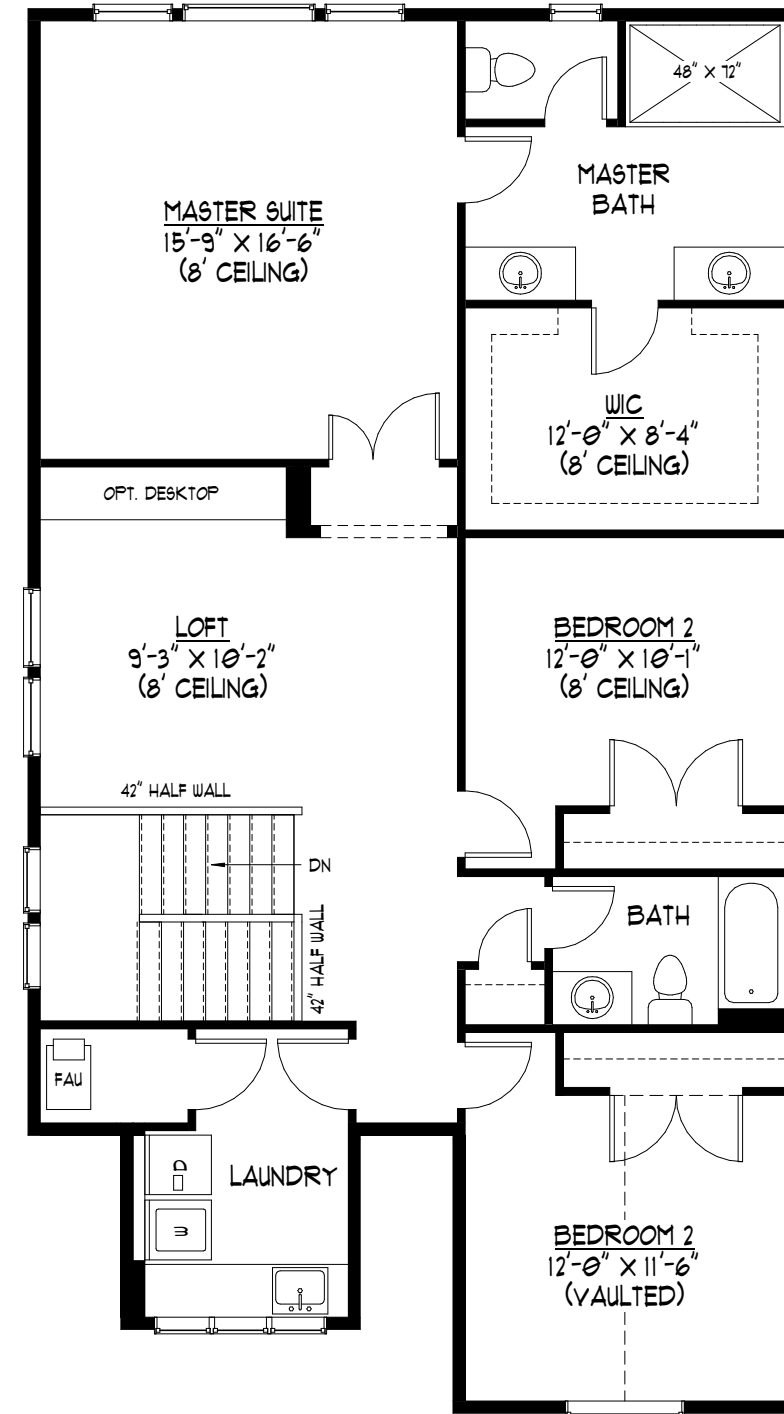 48" X 72"
MASTER
BATH
MASTER SUITE
15'-9" X 16'-6"
(8' CEILING)
WIC
12'-0" X 8'-4"
(8' CEILING)
OPT. DESKTOP
LOFT
9'-3" X 10'-2"
(8' CEILING)
BEDROOM 2
12'-0" X 10'-1"
(8' CEILING)
42" HALF WALL
DN
42" HALF WALL
BATH
FAU
D
LAUNDRY
W
BEDROOM 2
12'-0" X 11'-6"
(VAULTED)